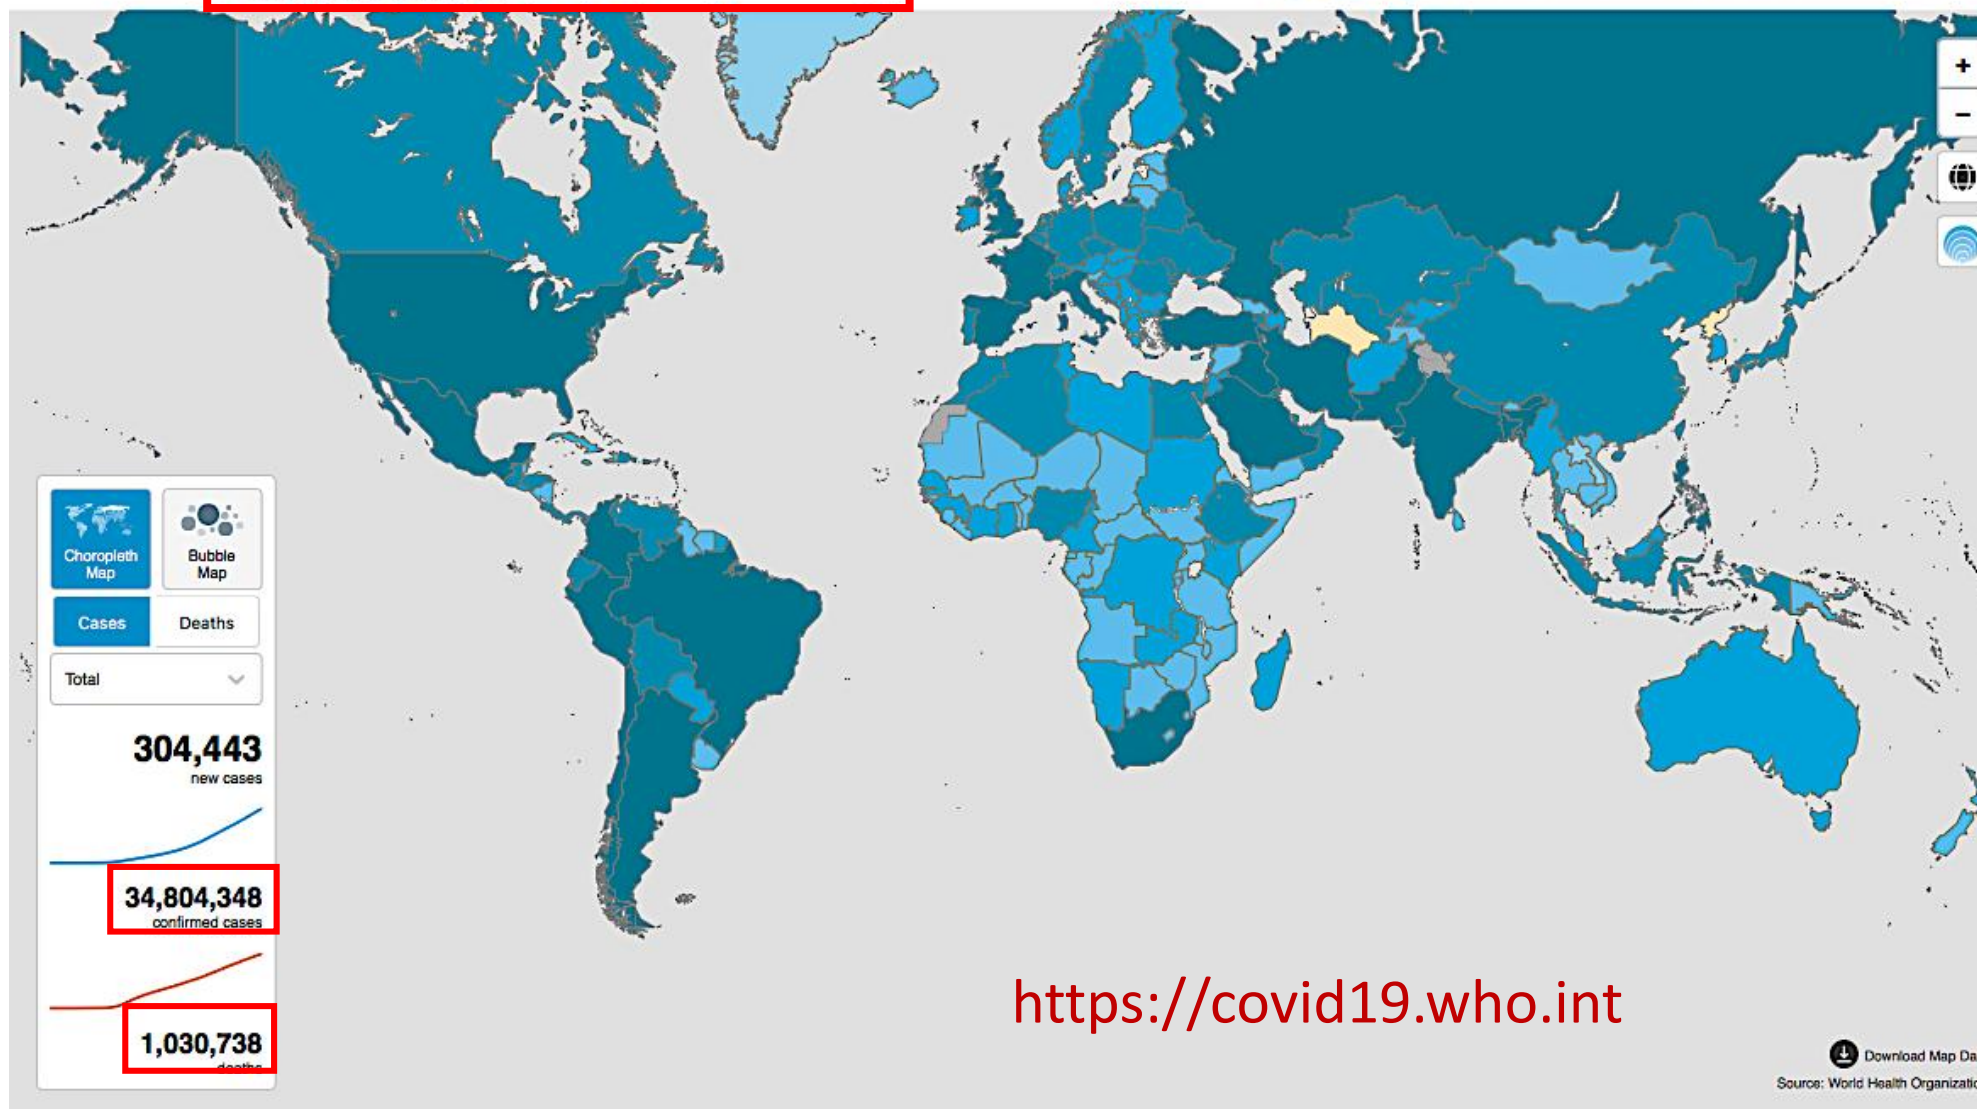 +
−
Choropleth
Map
Bubble
Map
Cases
Deaths
Total
304,443
new cases
34,804,348
confirmed cases
1,030,738
deaths
https://covid19.who.int
Download Map Da
Source: World Health Organizatio